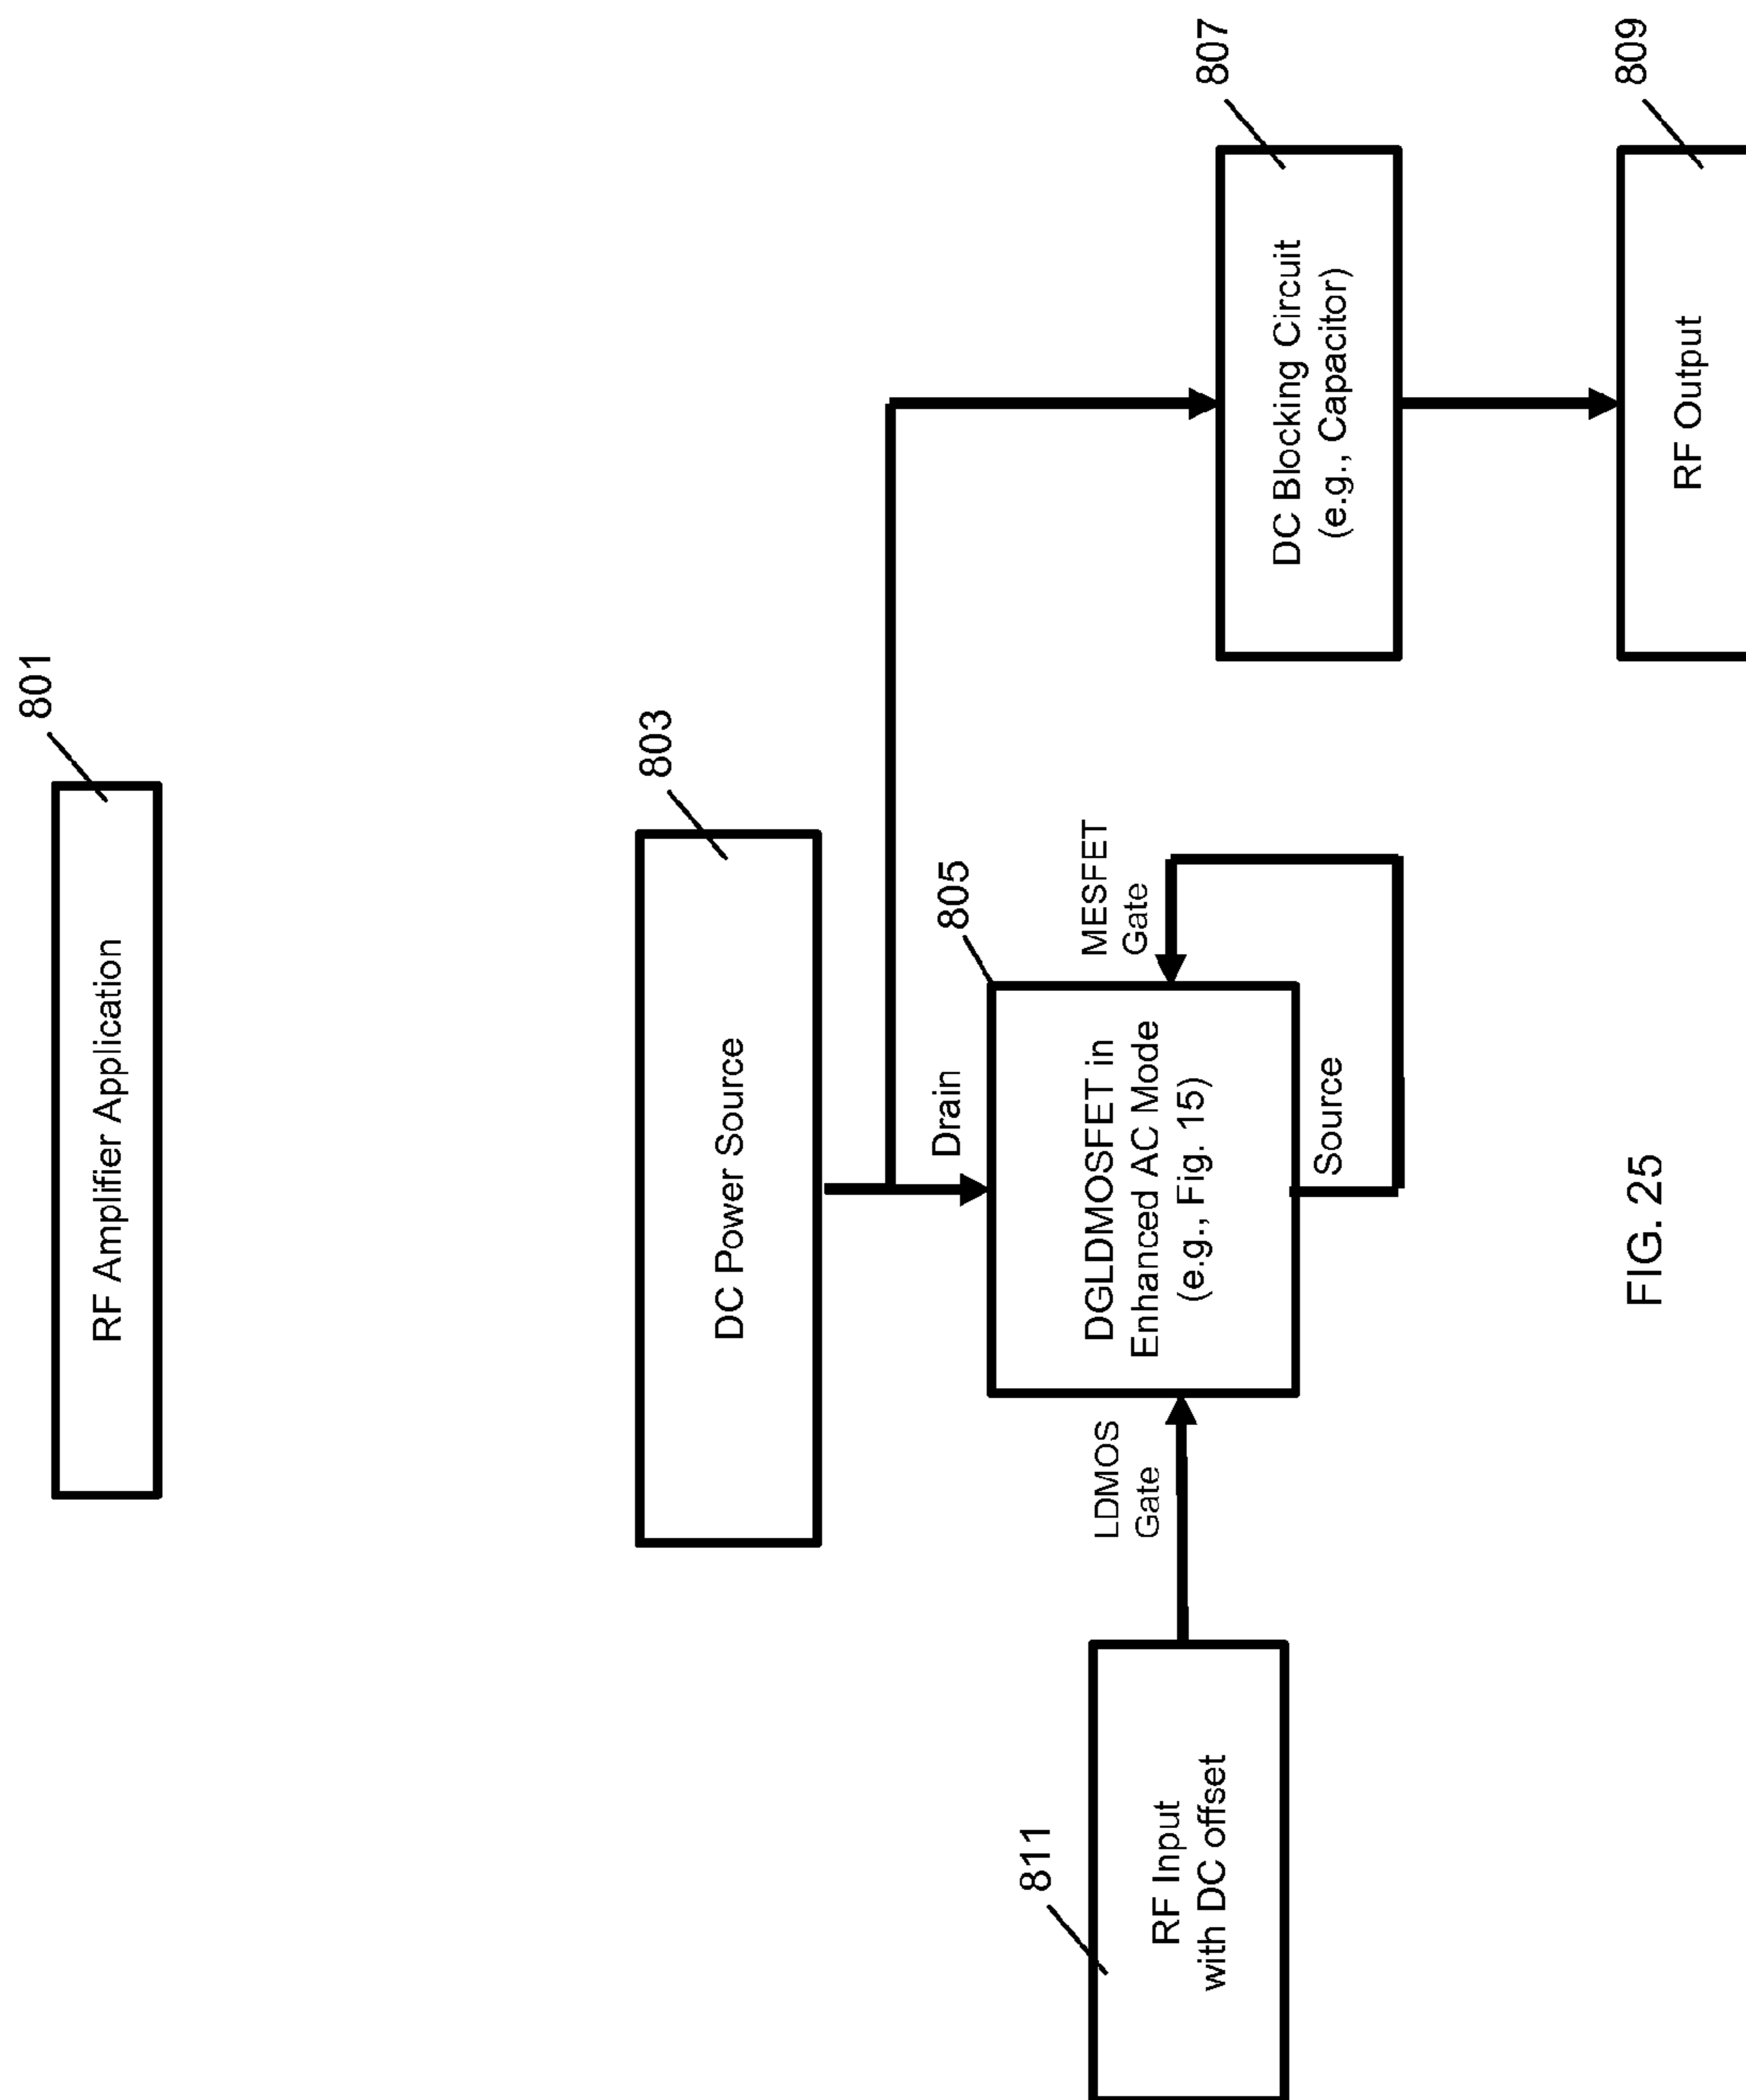 801
RF Amplifier Application
803
DC Power Source
Drain
805
DGLDMOSFET in
Enhanced AC Mode
(e.g., Fig. 15)
MESFET
Gate
Source
LDMOS
Gate
811
RF Input
with DC offset
807
DC Blocking Circuit
(e.g., Capacitor)
809
RF Output
FIG. 25